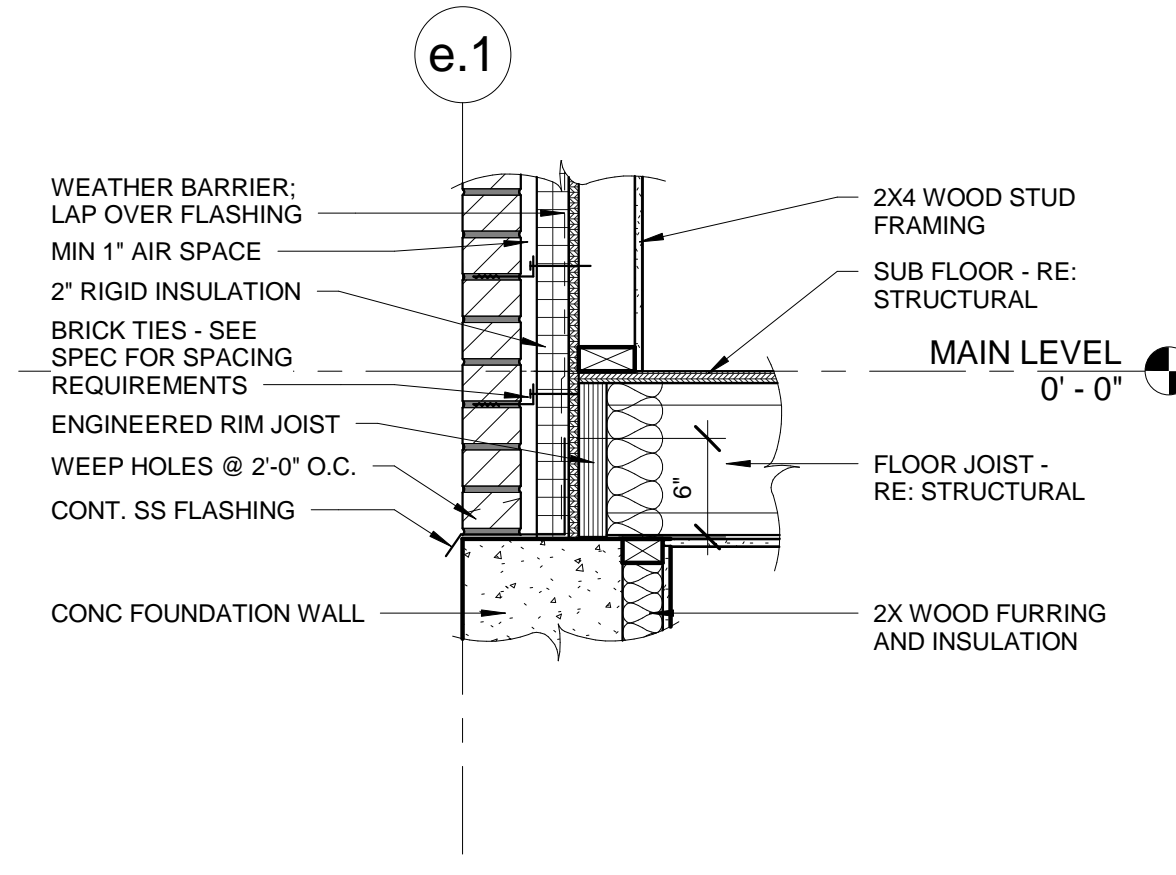 e.1
WEATHER BARRIER;
LAP OVER FLASHING
MIN 1" AIR SPACE
2" RIGID INSULATION
BRICK TIES - SEE
SPEC FOR SPACING
REQUIREMENTS
ENGINEERED RIM JOIST
WEEP HOLES @ 2'-0" O.C.
CONT. SS FLASHING
CONC FOUNDATION WALL
2X4 WOOD STUD
FRAMING
SUB FLOOR - RE:
STRUCTURAL
MAIN LEVEL
0' - 0"
6"
FLOOR JOIST -
RE: STRUCTURAL
2X WOOD FURRING
AND INSULATION